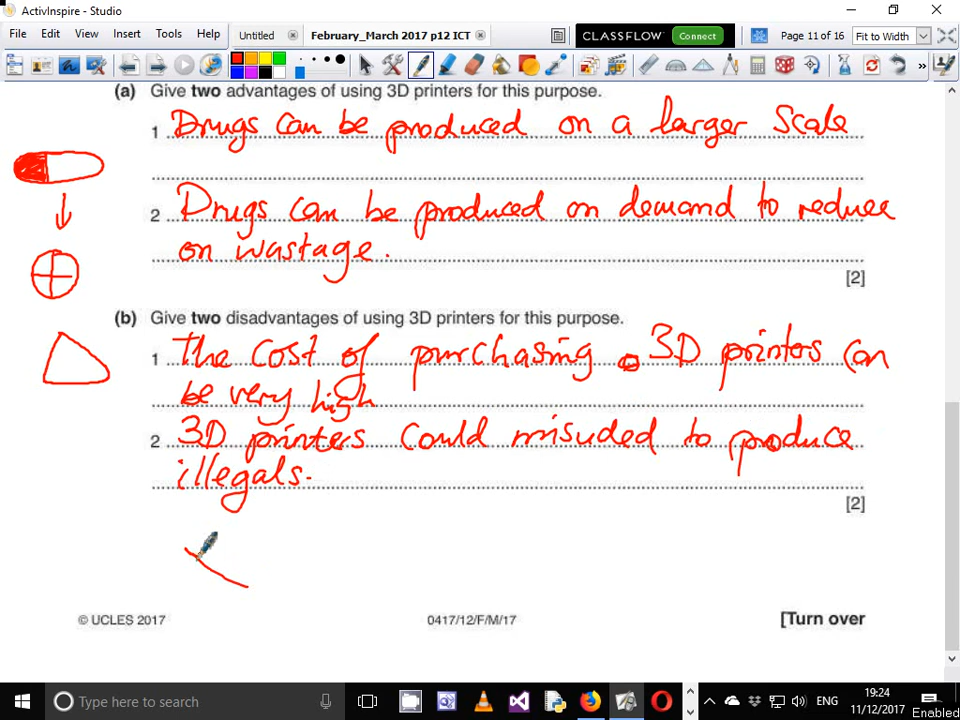 ActivInspire - Studio
File Edit View Insert Tools Help Untitled February_March 2017 p12 ICT CLASSFLOW Connect Page 11 of 16 Fit to Width
(a) Give two advantages of using 3D printers for this purpose.
1 Drugs can be produced on a larger scale
2 Drugs can be produced on demand to reduce
on wastage.
[2]
(b) Give two disadvantages of using 3D printers for this purpose.
1 the cost of purchasing 3D printers can
be very high
2 3D printers could misuded to produce
illegals.
[2]
© UCLES 2017 0417/12/F/M/17 [Turn over
Type here to search ENG 19:24
11/12/2017
Enabled